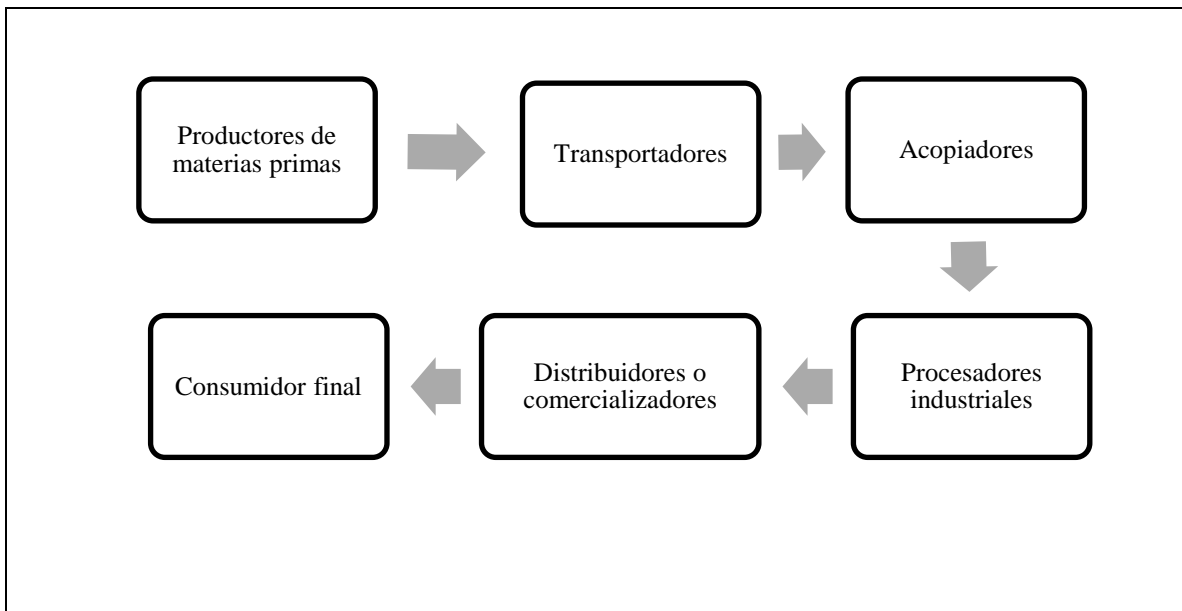 Productores de
materias primas
Transportadores
Acopiadores
Procesadores
industriales
Distribuidores o
comercializadores
Consumidor final